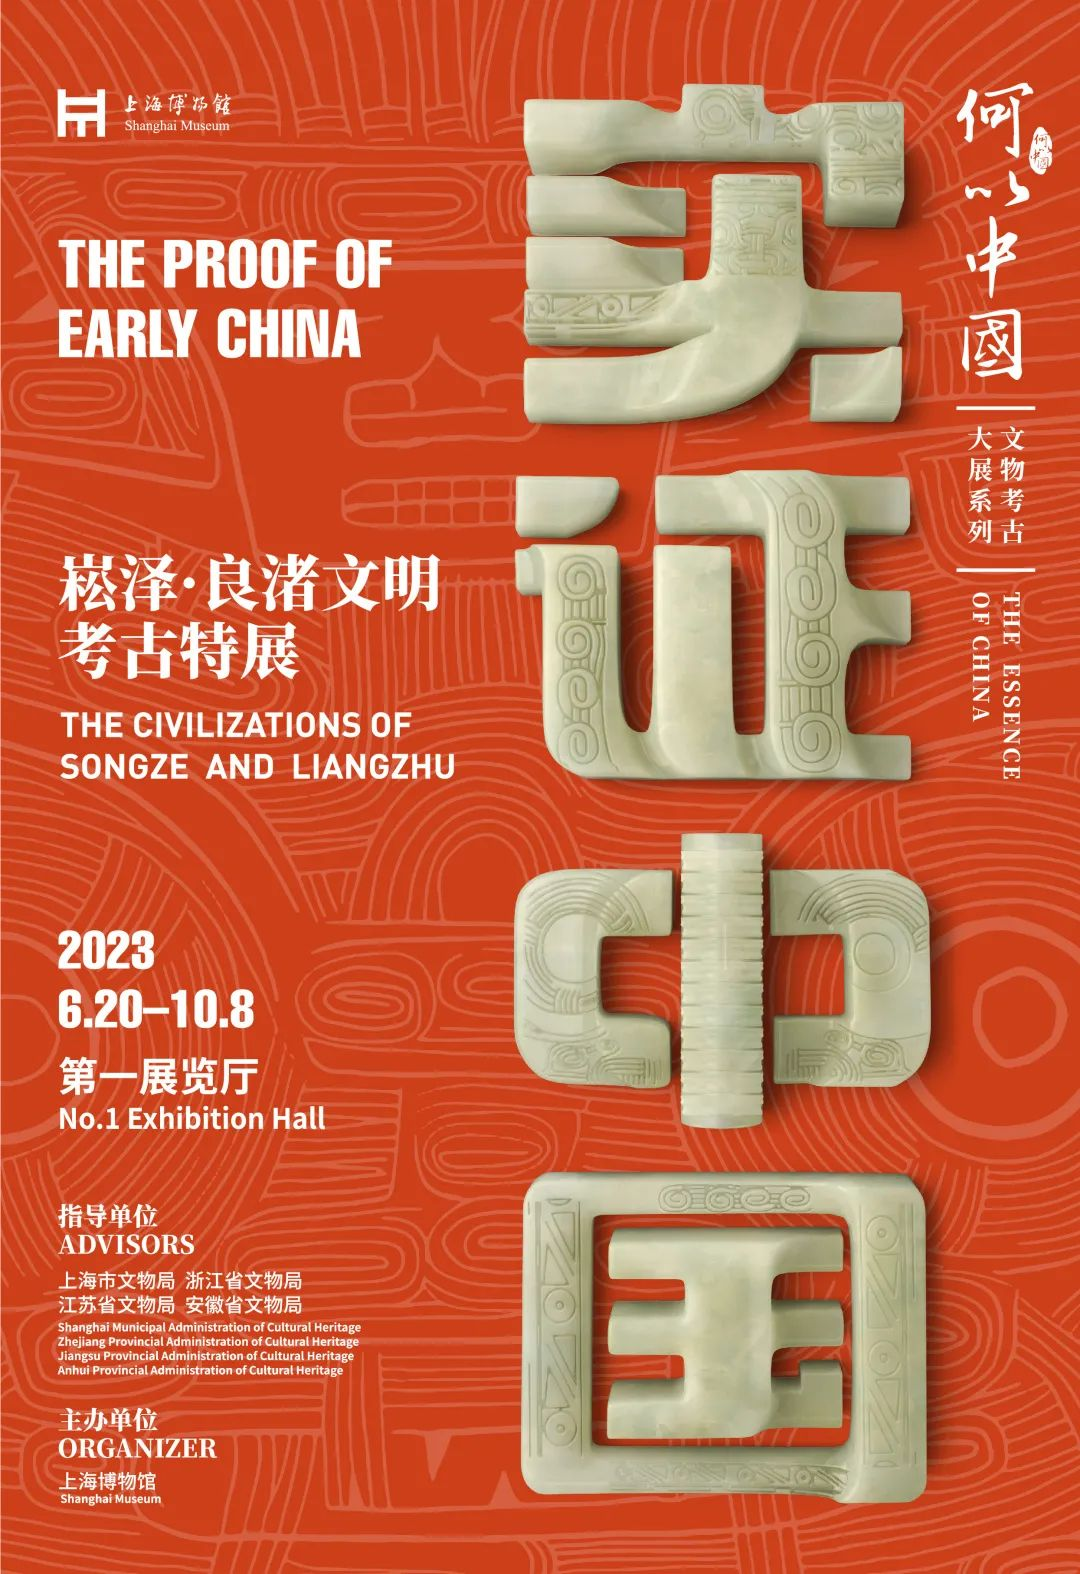 上海博物館
Shanghai Museum
THE PROOF OF
EARLY CHINA
实证中国
何以中國
何以
中國
文物考古
大展系列
THE ESSENCE
OF CHINA
崧泽·良渚文明
考古特展
THE CIVILIZATIONS OF
SONGZE AND LIANGZHU
2023
6.20–10.8
第一展览厅
No.1 Exhibition Hall
指导单位
ADVISORS
上海市文物局 浙江省文物局
江苏省文物局 安徽省文物局
Shanghai Municipal Administration of Cultural Heritage
Zhejiang Provincial Administration of Cultural Heritage
Jiangsu Provincial Administration of Cultural Heritage
Anhui Provincial Administration of Cultural Heritage
主办单位
ORGANIZER
上海博物馆
Shanghai Museum